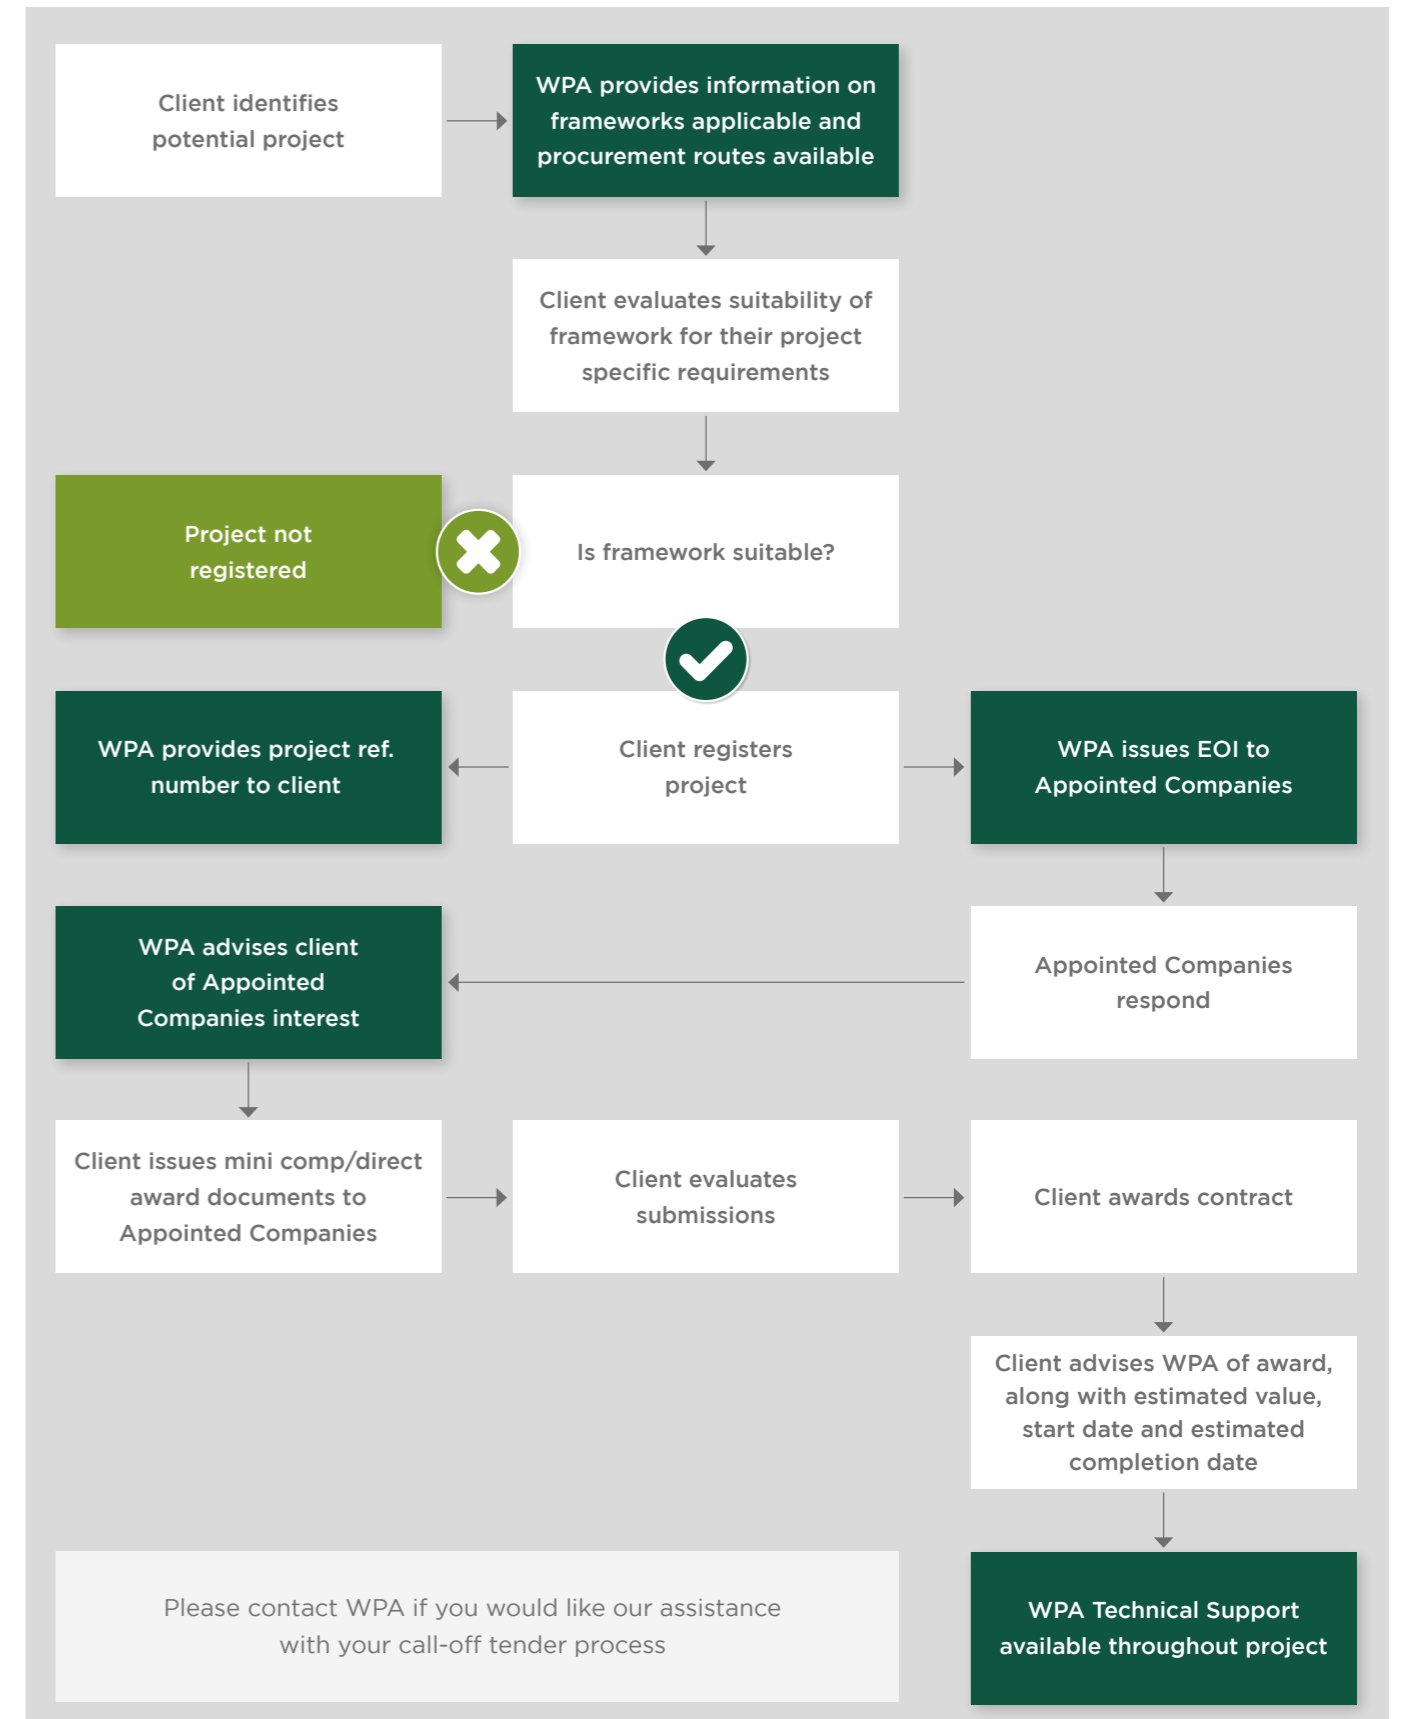 Client identifies
potential project
WPA provides information on
frameworks applicable and
procurement routes available
Client evaluates suitability of
framework for their project
specific requirements
Project not
registered
Is framework suitable?
WPA provides project ref.
number to client
Client registers
project
WPA issues EOI to
Appointed Companies
WPA advises client
of Appointed
Companies interest
Appointed Companies
respond
Client issues mini comp/direct
award documents to
Appointed Companies
Client evaluates
submissions
Client awards contract
Client advises WPA of award,
along with estimated value,
start date and estimated
completion date
Please contact WPA if you would like our assistance
with your call-off tender process
WPA Technical Support
available throughout project